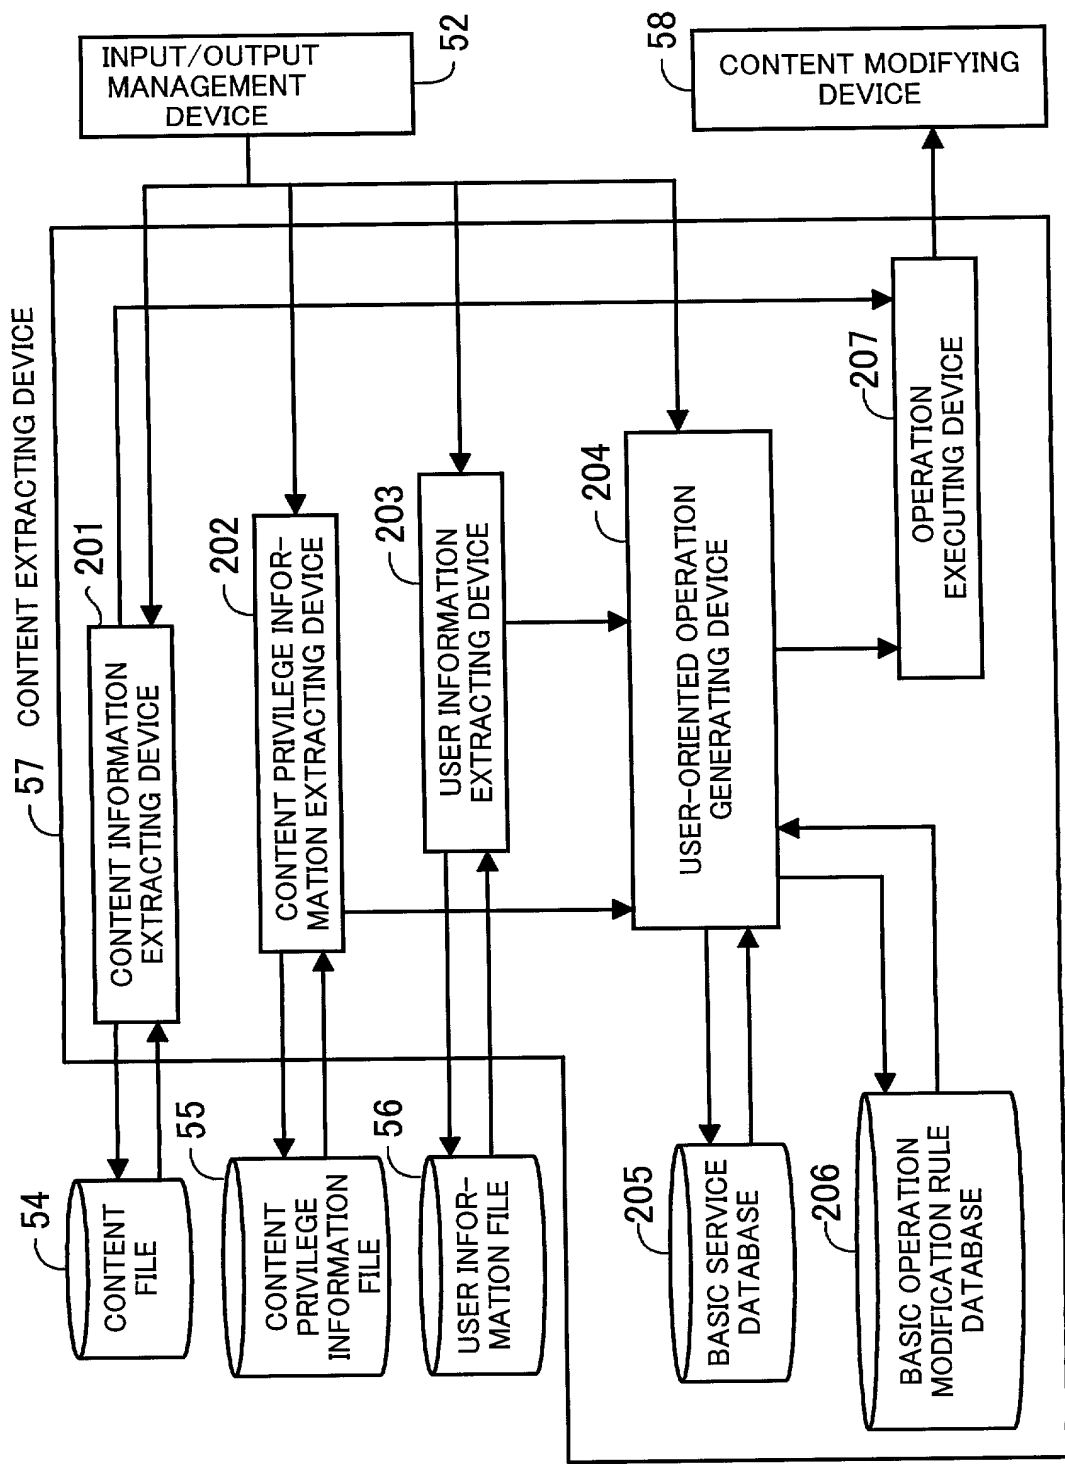 57 CONTENT EXTRACTING DEVICE
INPUT/OUTPUT
MANAGEMENT
DEVICE
52
CONTENT MODIFYING
DEVICE
58
54
CONTENT
FILE
201
CONTENT INFORMATION
EXTRACTING DEVICE
55
CONTENT
PRIVILEGE
INFORMATION
FILE
202
CONTENT PRIVILEGE INFOR-
MATION EXTRACTING DEVICE
56
USER INFOR-
MATION FILE
203
USER INFORMATION
EXTRACTING DEVICE
204
USER-ORIENTED OPERATION
GENERATING DEVICE
205
BASIC SERVICE
DATABASE
206
BASIC OPERATION
MODIFICATION RULE
DATABASE
207
OPERATION
EXECUTING DEVICE